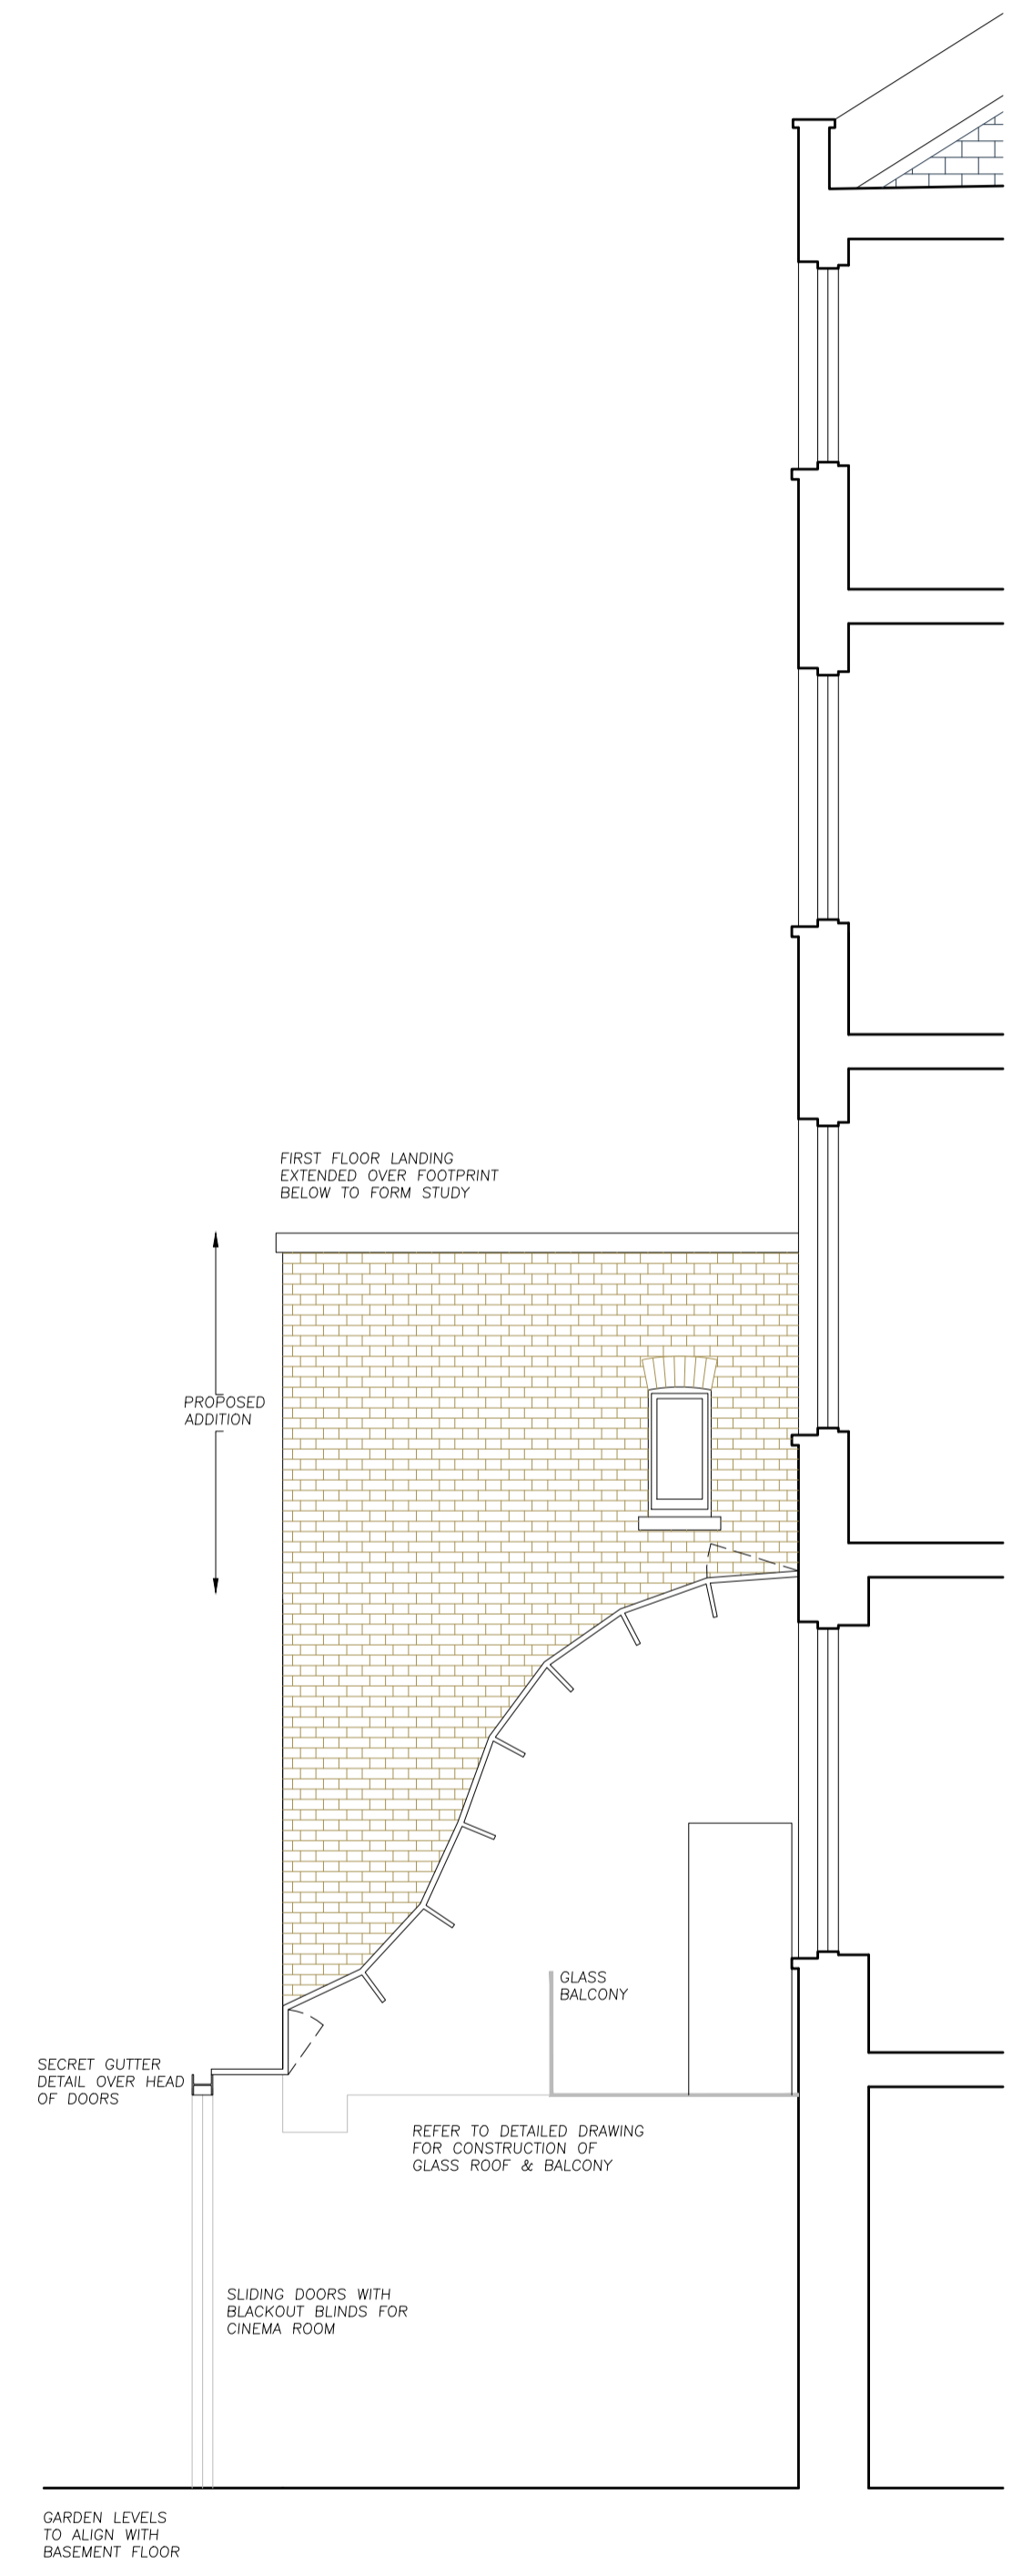 FIRST FLOOR LANDING
EXTENDED OVER FOOTPRINT
BELOW TO FORM STUDY
PROPOSED
ADDITION
GLASS
BALCONY
SECRET GUTTER
DETAIL OVER HEAD
OF DOORS
REFER TO DETAILED DRAWING
FOR CONSTRUCTION OF
GLASS ROOF & BALCONY
SLIDING DOORS WITH
BLACKOUT BLINDS FOR
CINEMA ROOM
GARDEN LEVELS
TO ALIGN WITH
BASEMENT FLOOR